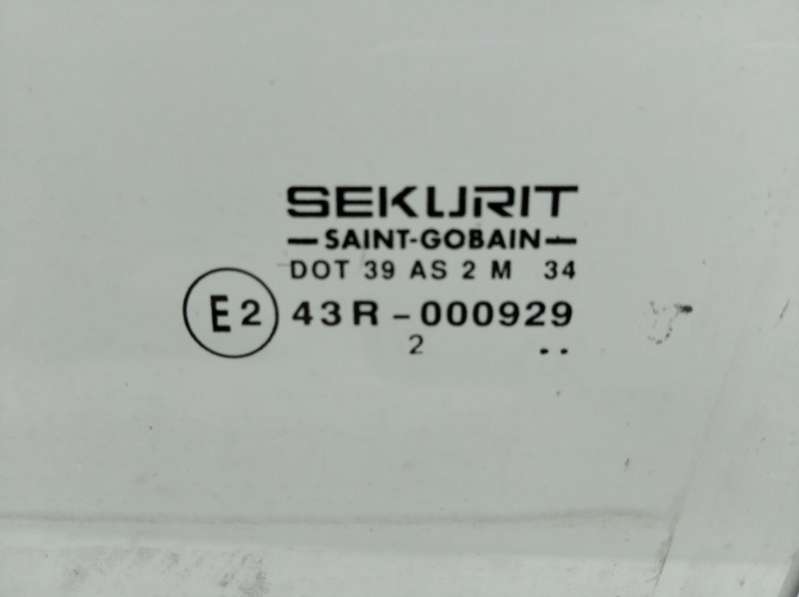 SEKURIT
SAINT-GOBAIN
DOT 39 AS 2 M 34
E2 43R-000929
2 ..